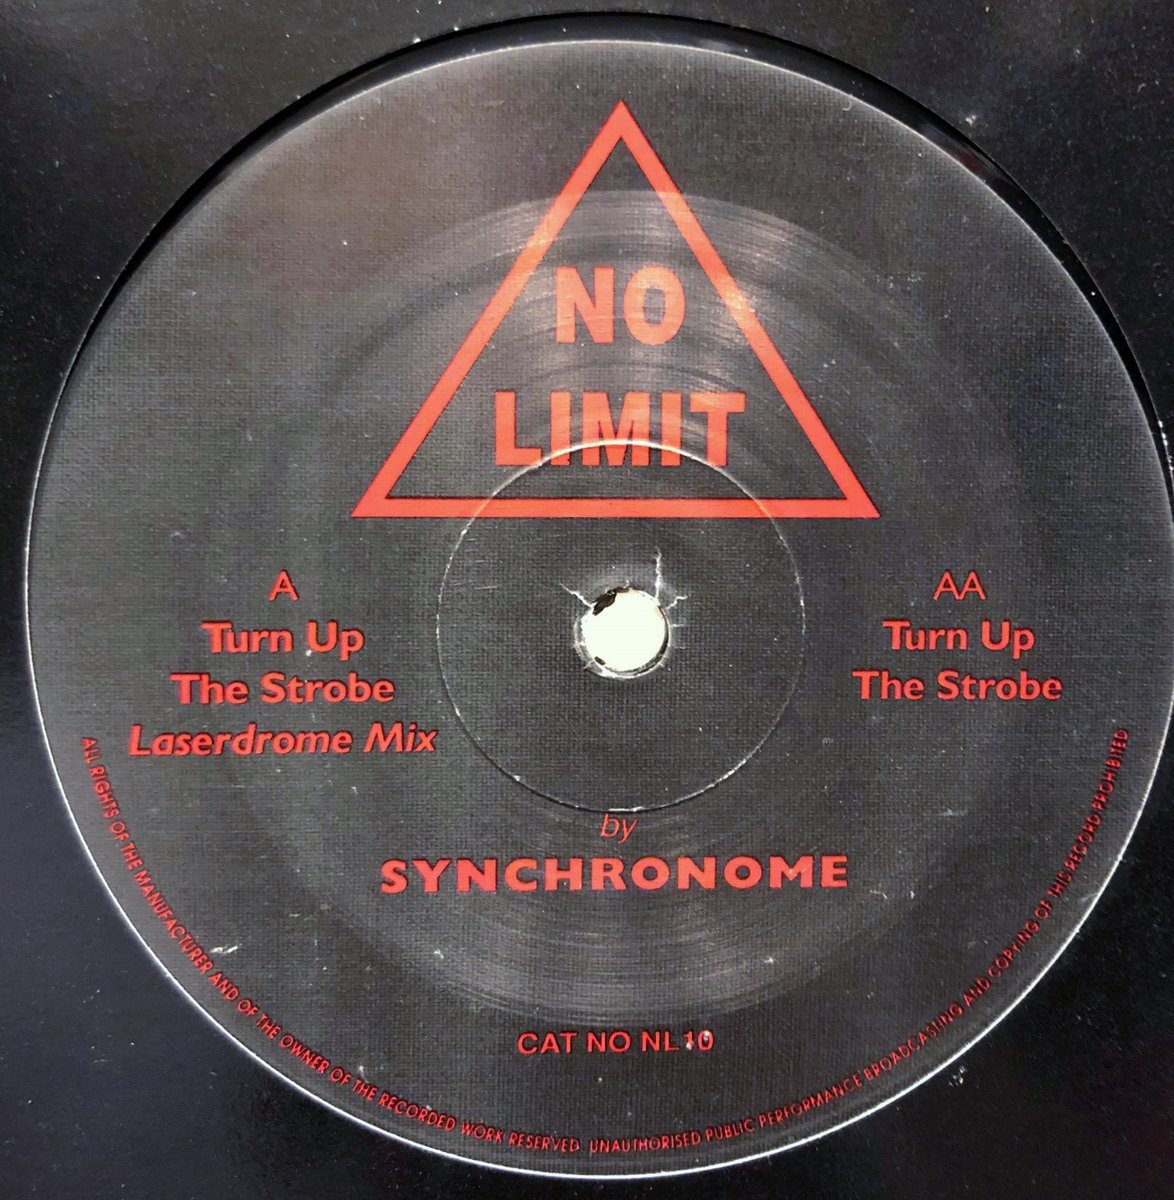 NO
LIMIT
A
Turn Up
The Strobe
Laserdrome Mix
AA
Turn Up
The Strobe
by
SYNCHRONOME
CAT NO NL10
ALL RIGHTS OF THE MANUFACTURER AND OF THE OWNER OF THE RECORDED WORK RESERVED UNAUTHORISED PUBLIC PERFORMANCE BROADCASTING AND COPYING OF THIS RECORD PROHIBITED